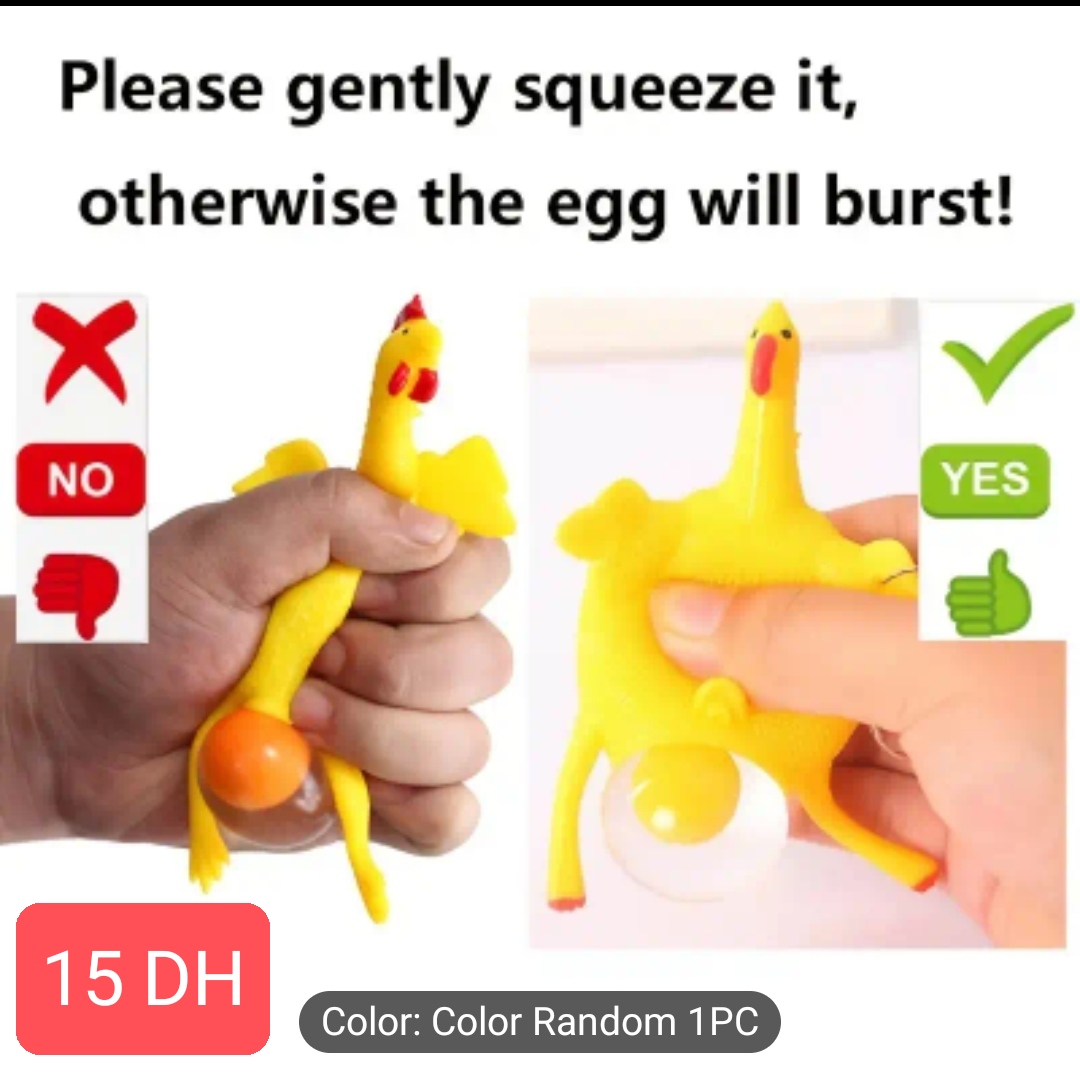 Please gently squeeze it,
otherwise the egg will burst!
NO
YES
15 DH
Color: Color Random 1PC